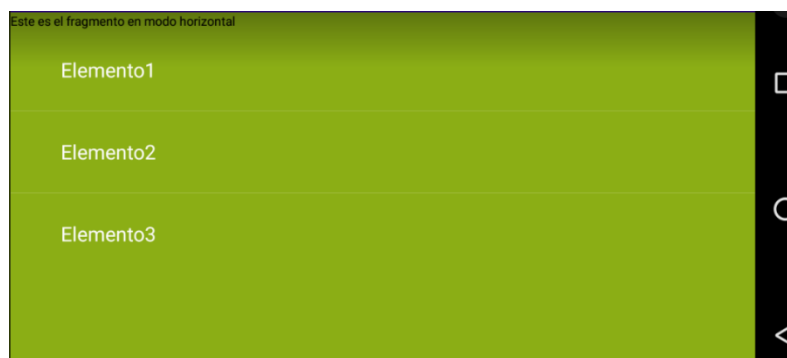 Este es el fragmento en modo horizontal
Elemento1
Elemento2
Elemento3